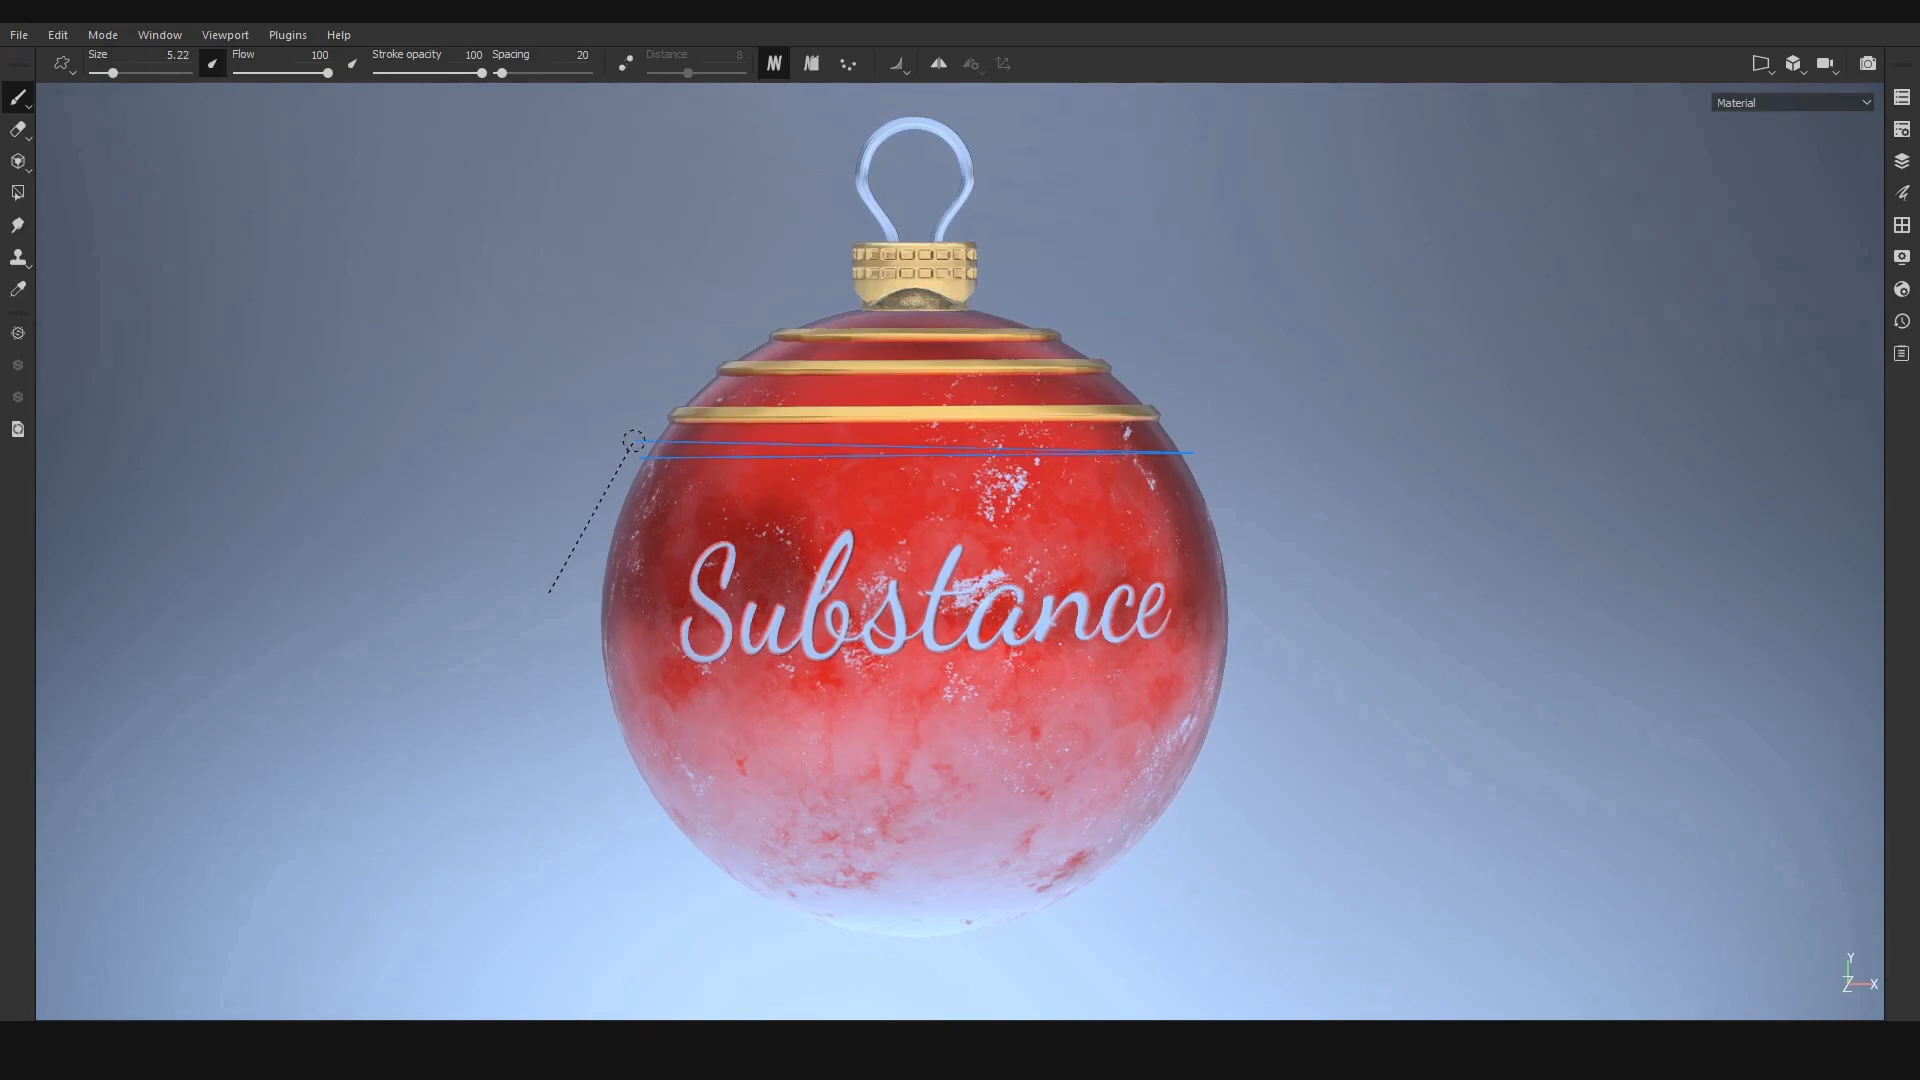 File Edit Mode Window Viewport Plugins Help
Size 5.22 Flow 100 Stroke opacity 100 Spacing 20 Distance 8
Material
Substance
Y
Z X